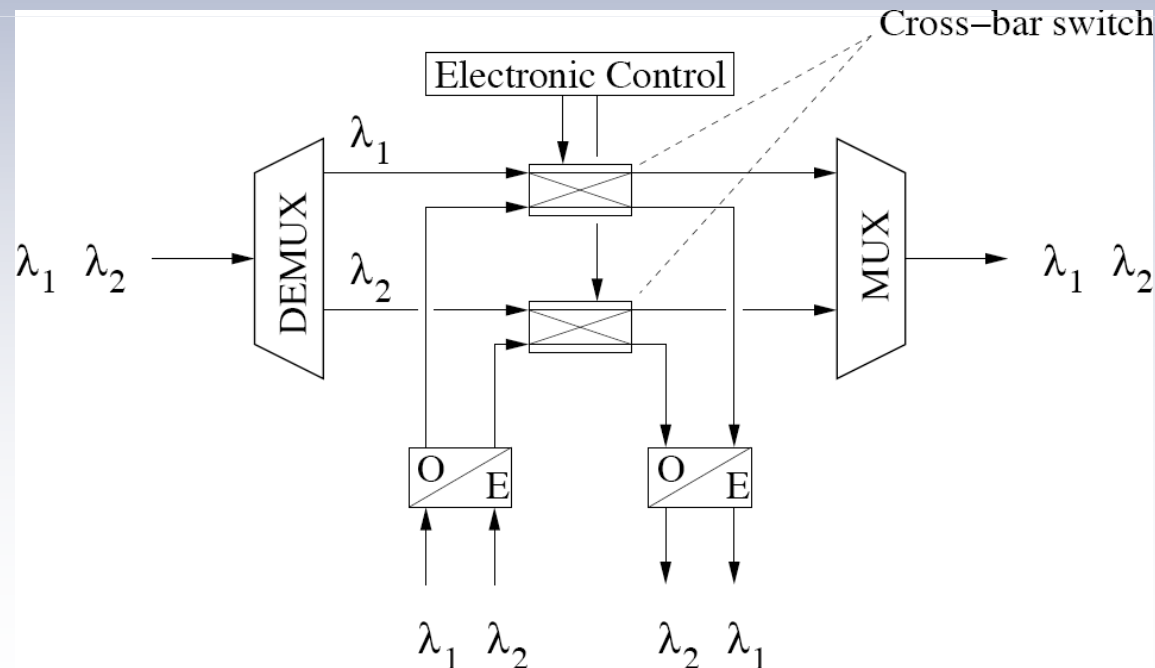 Cross–bar switch
Electronic Control
λ1
DEMUX
MUX
λ1 λ2
λ2
λ1 λ2
O
E
O
E
λ1 λ2
λ2 λ1